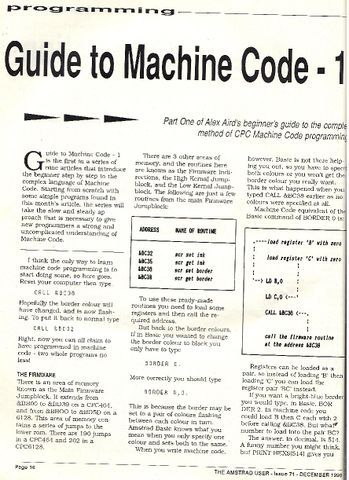 programming
Guide to Machine Code - 1
Part One of Alex Aird's beginner's guide to the comple
method of CPC Machine Code programmin
Guide to Machine Code - 1
is the first in a series of
nine articles that introduce
the beginner step by step to the
complex language of Machine
Code. Starting from scratch with
some simple programs found in
this month's article, the series will
take the slow and steady ap
proach that is necessary to give
new programmers a strong and
uncomplicated understanding of
Machine Code.
I think the only way to learn
machine code programming is to
start doing some, so here goes.
Reset your computer then type
CALL &BC38
Hopefully the border colour will
have changed, and is now flash-
ing. To put it back to normal type
CALL &BC32
Right, now you can all claim to
have programmed in machine
code - two whole programs no
less!
THE FIRMWARE
There is an area of memory
known as the Main Firmware
Jumpblock. It extends from
on a CPC464,
and from &BB00 to on a
6128. This area of memory con-
tains a series of jumps to the
lower rom. There are 190 jumps
in a CPC464 and 202 in a
CPC6128.
There are 3 other areas of
memory, and the routines here
are known as the Firmware Indi-
rections, the High Kernal Jump-
block, and the Low Kernal Jump-
block. The following are just a few
routines from the main Firmware
Jumpblock:
ADDRESS NAME OF ROUTINE
&BC32 scr set ink
&BC35 scr get ink
&BC38 scr set border
&BC3B scr get border
To use these ready-made
routines you need to load some
registers and then call the re-
quired address.
But back to the border colours.
If in Basic you wanted to change
the border colour to black you
only have to type
BORDER 0.
More correctly you should type
BORDER 0,0.
This is because the border may
be set to a pair of colours flashing
between each colour in turn.
Amstrad Basic knows what you
mean when you only specify one
colour and sets both to the same.
When you write machine code,
however, Basic is not there help-
ing you out, so you have to specify
both colours or you won't get the
border colour you really want.
This is what happened when you
typed CALL &BC38 earlier as no
colours were specified at all.
Machine Code equivalent of the
Basic command of BORDER 0 is:
load register 'B' with zero
load register 'C' with zero
LD B,0
LD C,0
CALL &BC38
call the firmware routine
at the address &BC38
Registers can be loaded as a
pair, so instead of loading 'B' then
loading 'C' you can load the
register pair 'BC' instead.
If you want a bright-blue border
you would type, in Basic, BOR
DER 2. In machine code, you
could load B then C each with 2
before calling &BC38. But what
number to load into the pair BC?
The answer, in decimal, is 514.
A funny number you might think,
but PRINT HEX$(514) gives you
Page 14
THE AMSTRAD USER - Issue 71 - DECEMBER 1990